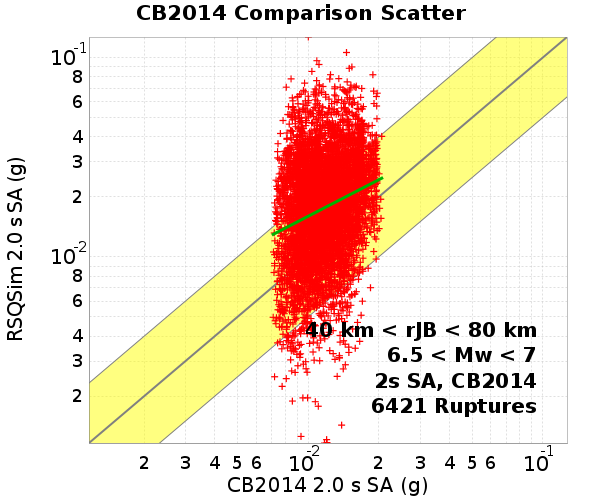 CB2014 Comparison Scatter
RSQSim 2.0 s SA (g)
10-1
8
6
4
3
2
10-2
8
6
4
3
2
40 km < rJB < 80 km
6.5 < Mw < 7
2s SA, CB2014
6421 Ruptures
2 3 4 5 6 10-2 2 3 4 5 6 10-1
CB2014 2.0 s SA (g)